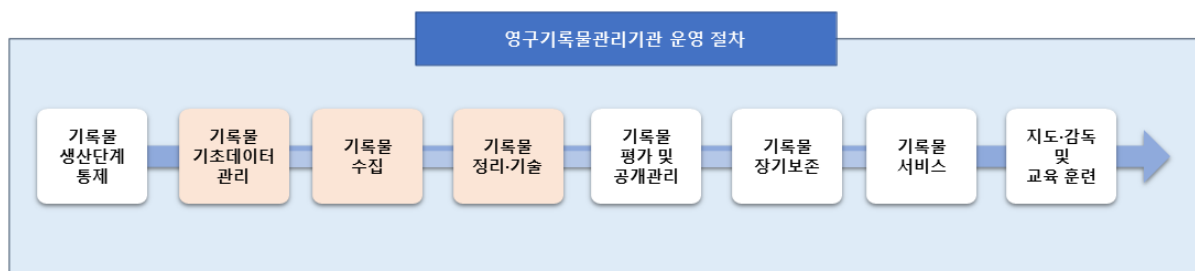 영구기록물관리기관 운영 절차
기록물
생산단계
통제
기록물
기초데이터
관리
기록물
수집
기록물
정리·기술
기록물
평가 및
공개관리
기록물
장기보존
기록물
서비스
지도·감독
및
교육 훈련